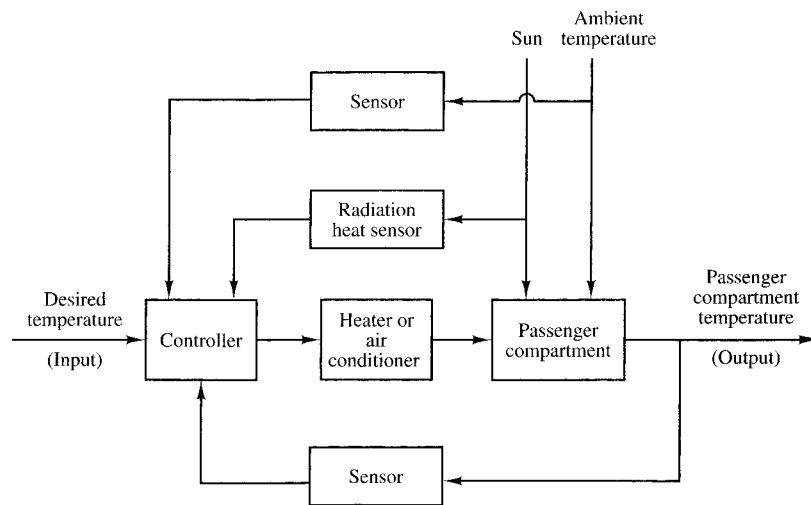 Sun
Ambient
temperature
Sensor
Radiation
heat sensor
Desired
temperature
(Input)
Controller
Heater or
air
conditioner
Passenger
compartment
Passenger
compartment
temperature
(Output)
Sensor